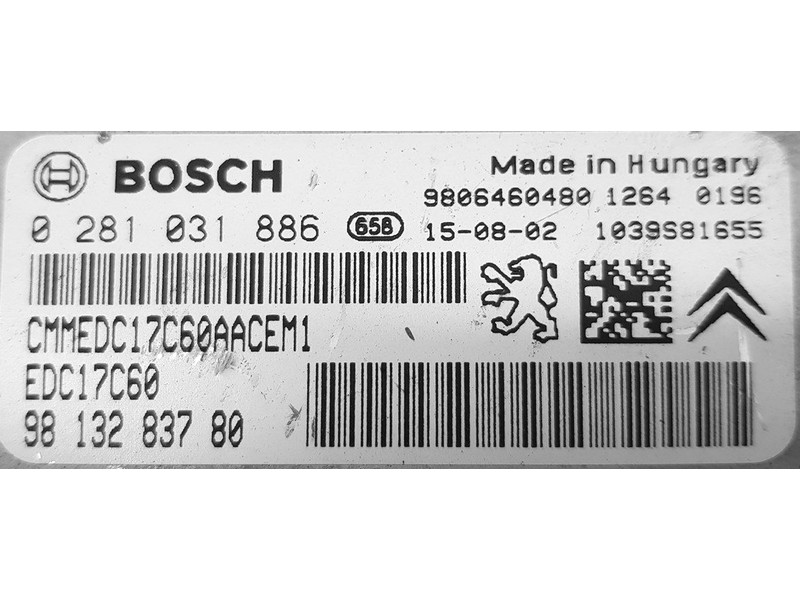 BOSCH
Made in Hungary
9806460480 1264 0196
0 281 031 886 658 15-08-02 1039S81655
CMMEDC17C60AACEM1
EDC17C60
98 132 837 80